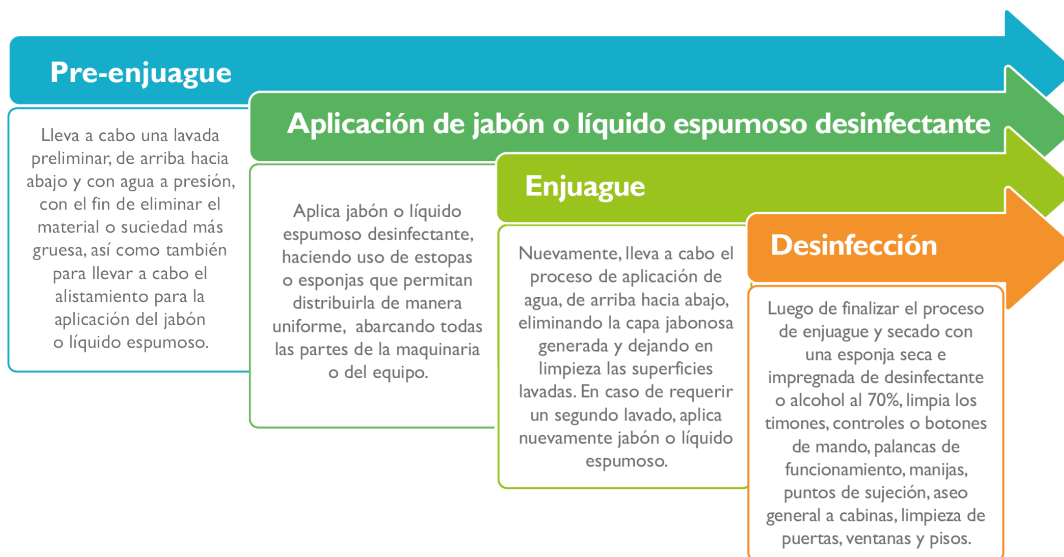 Pre-enjuague
Lleva a cabo una lavada
preliminar, de arriba hacia
abajo y con agua a presión,
con el fin de eliminar el
material o suciedad más
gruesa, así como también
para llevar a cabo el
alistamiento para la
aplicación del jabón
o líquido espumoso.
Aplicación de jabón o líquido espumoso desinfectante
Aplica jabón o líquido
espumoso desinfectante,
haciendo uso de estopas
o esponjas que permitan
distribuirla de manera
uniforme, abarcando todas
las partes de la maquinaria
o del equipo.
Enjuague
Nuevamente, lleva a cabo el
proceso de aplicación de
agua, de arriba hacia abajo,
eliminando la capa jabonosa
generada y dejando en
limpieza las superficies
lavadas. En caso de requerir
un segundo lavado, aplica
nuevamente jabón o líquido
espumoso.
Desinfección
Luego de finalizar el proceso
de enjuague y secado con
una esponja seca e
impregnada de desinfectante
o alcohol al 70%, limpia los
timones, controles o botones
de mando, palancas de
funcionamiento, manijas,
puntos de sujeción, aseo
general a cabinas, limpieza de
puertas, ventanas y pisos.